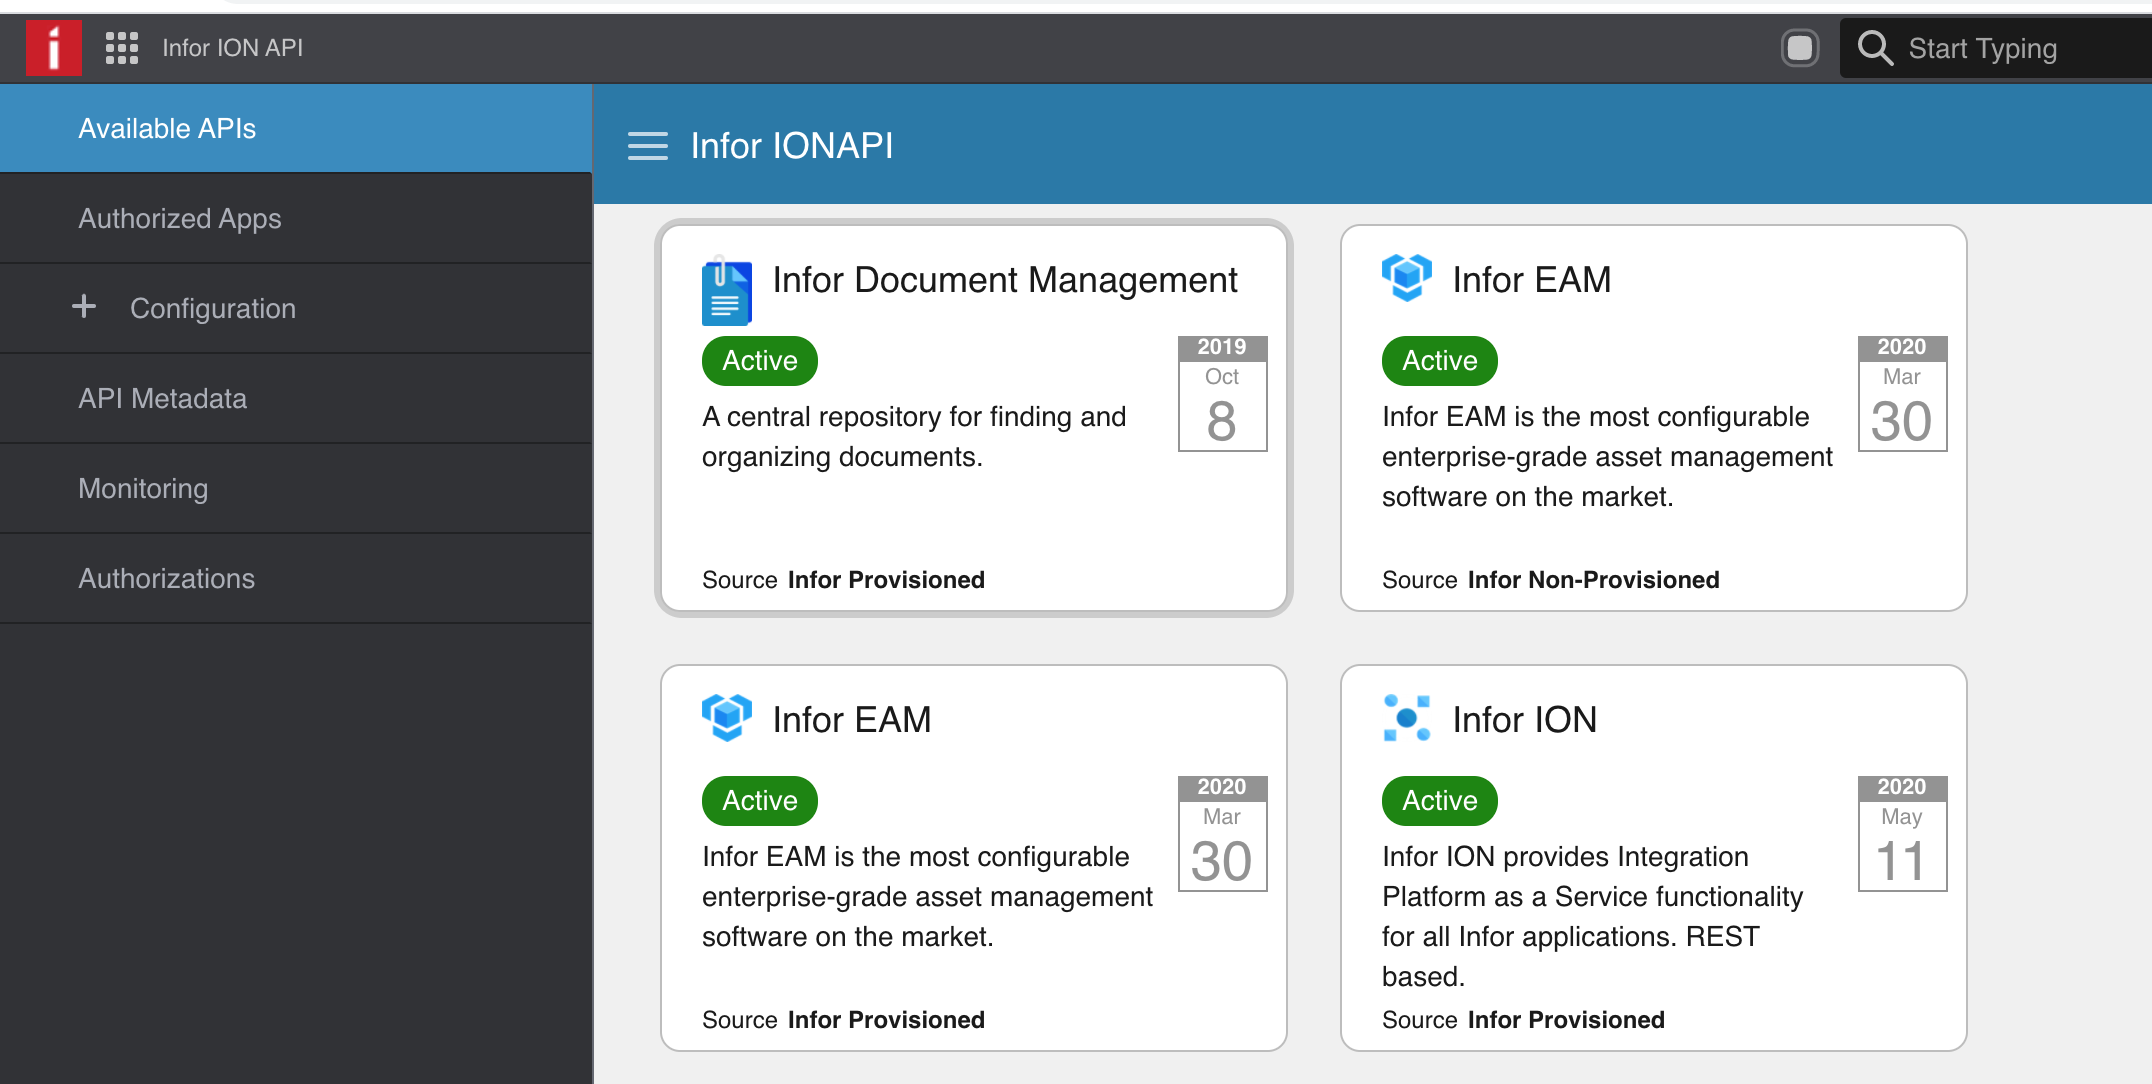 Infor ION API
Start Typing
Available APIs
Authorized Apps
Configuration
API Metadata
Monitoring
Authorizations
Infor IONAPI
Infor Document Management
Active
2019
Oct
8
A central repository for finding and
organizing documents.
Source Infor Provisioned
Infor EAM
Active
2020
Mar
30
Infor EAM is the most configurable
enterprise-grade asset management
software on the market.
Source Infor Non-Provisioned
Infor EAM
Active
2020
Mar
30
Infor EAM is the most configurable
enterprise-grade asset management
software on the market.
Source Infor Provisioned
Infor ION
Active
2020
May
11
Infor ION provides Integration
Platform as a Service functionality
for all Infor applications. REST
based.
Source Infor Provisioned